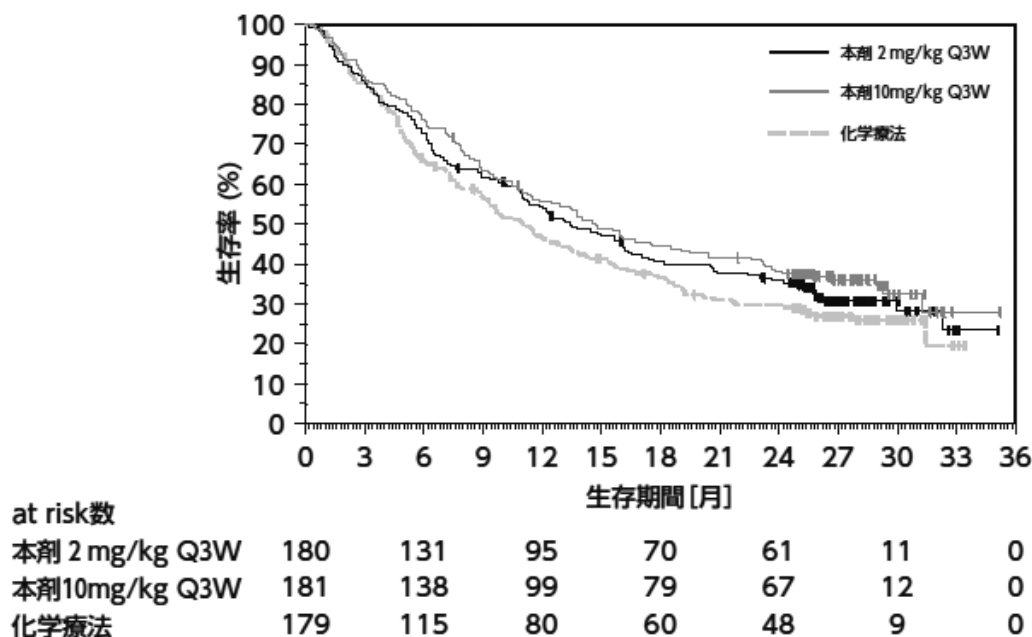 100
90
80
70
60
50
40
30
20
10
0
生存率 (%)
本剤 2 mg/kg Q3W
本剤10mg/kg Q3W
化学療法
0 3 6 9 12 15 18 21 24 27 30 33 36
生存期間 [月]
at risk数
本剤 2 mg/kg Q3W 180 131 95 70 61 11 0
本剤10mg/kg Q3W 181 138 99 79 67 12 0
化学療法 179 115 80 60 48 9 0